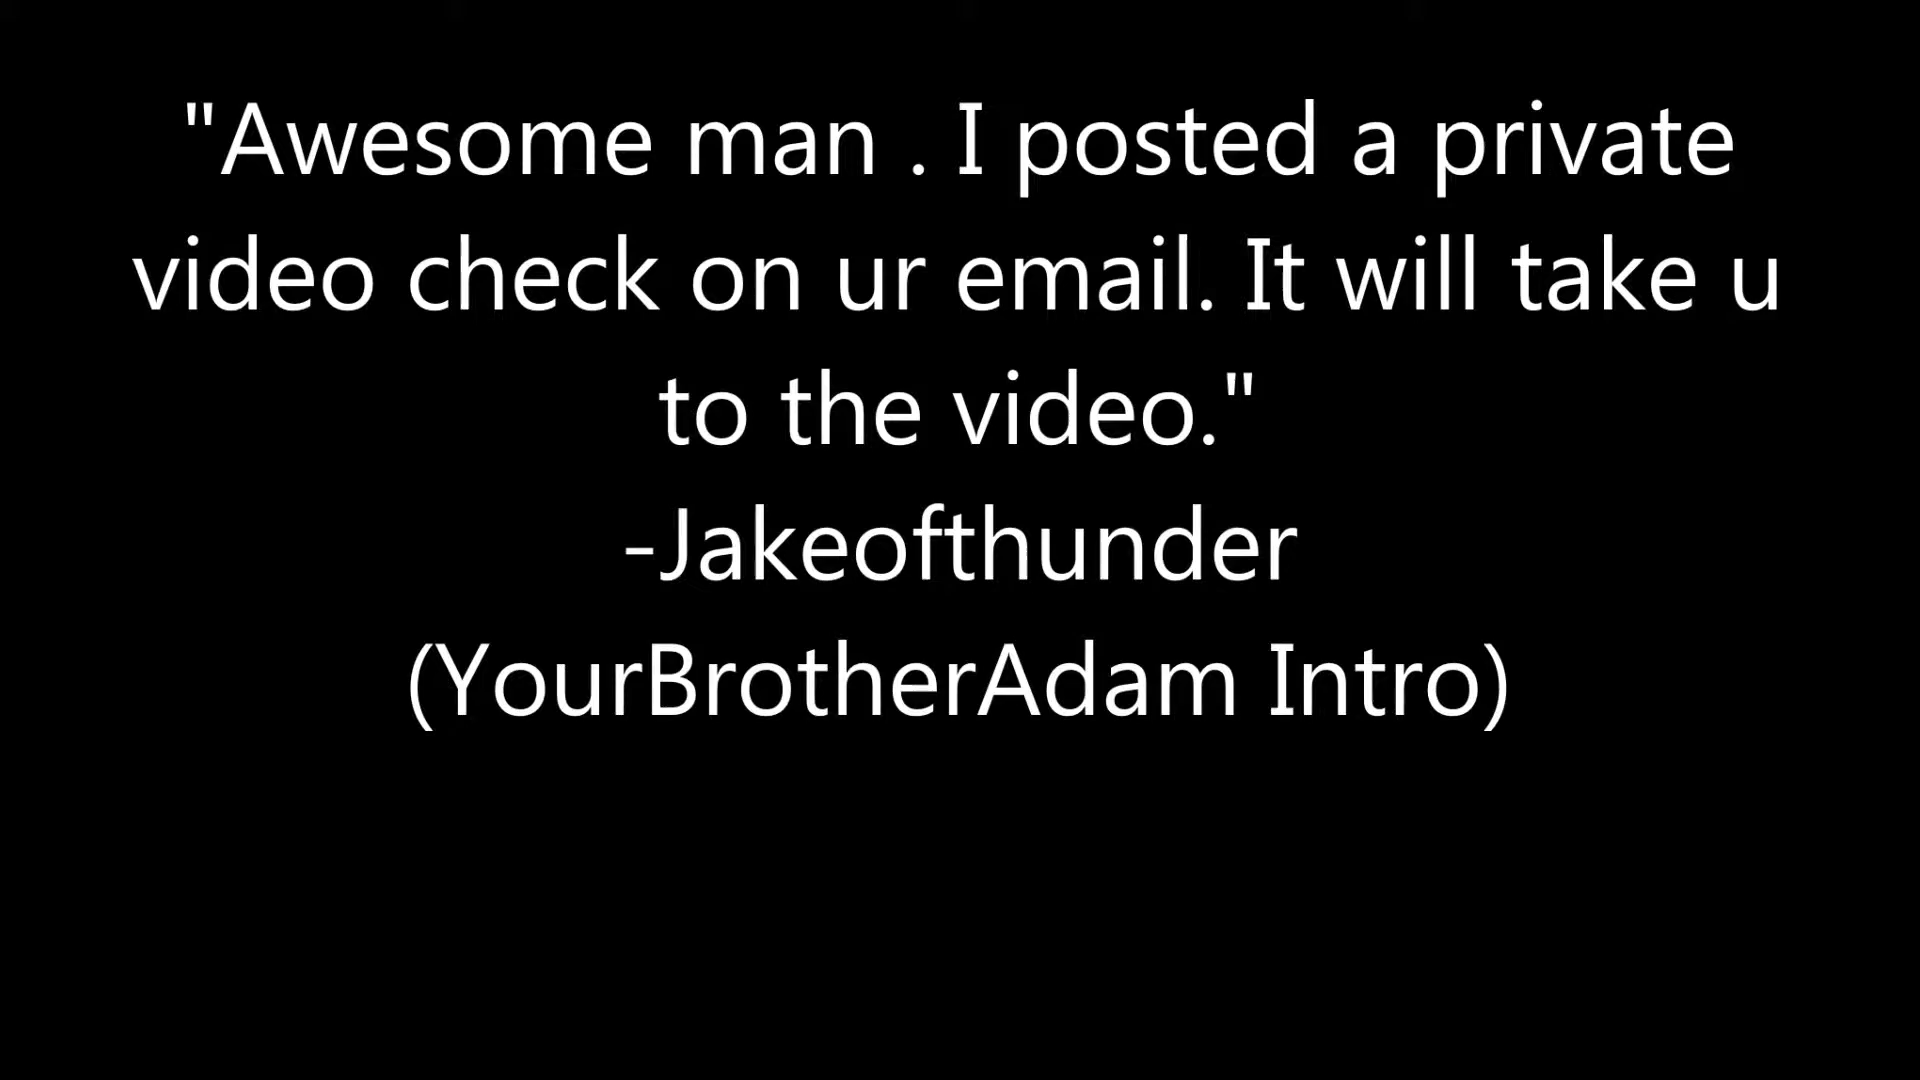 "Awesome man . I posted a private
video check on ur email. It will take u
to the video."
-Jakeofthunder
(YourBrotherAdam Intro)